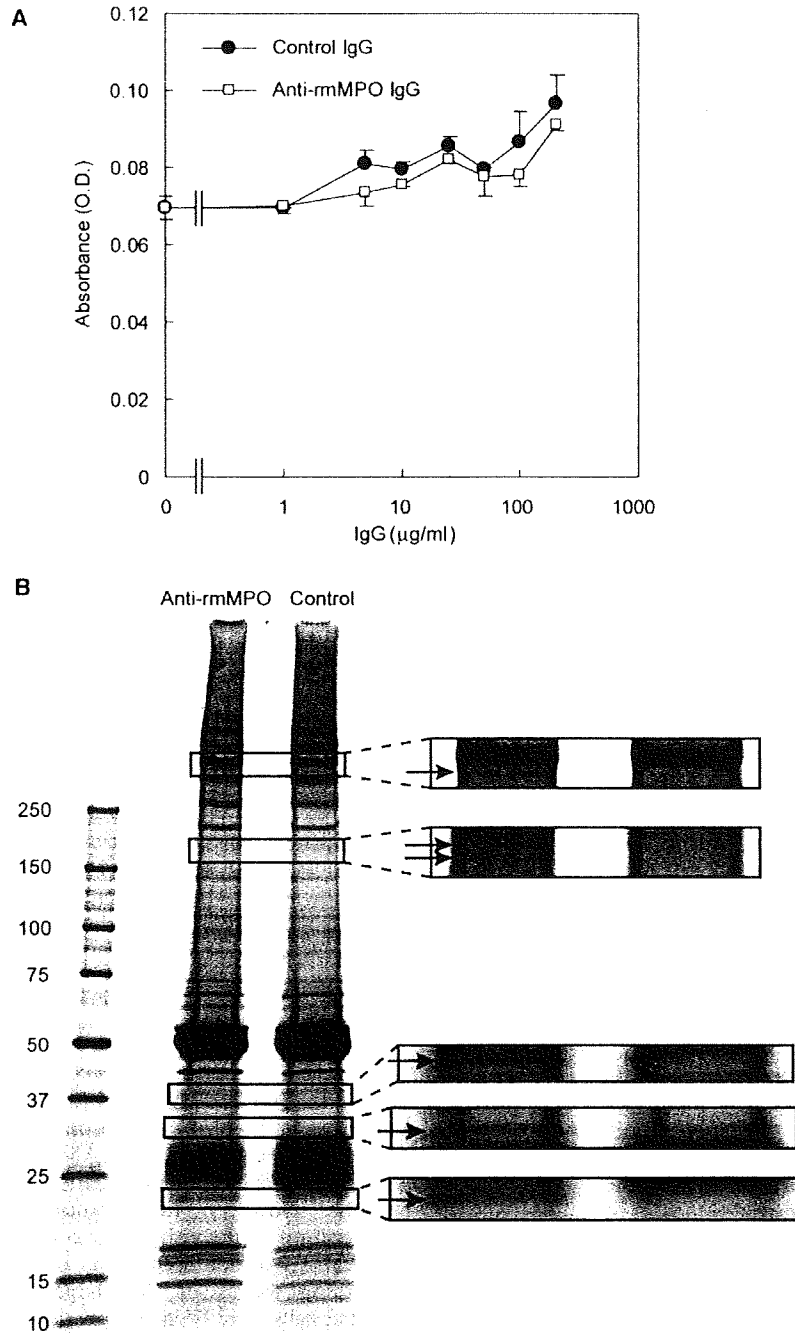 A
0.12
0.10
0.08
0.06
0.04
0.02
0
Control IgG
Anti-rmMPO IgG
Absorbance (O.D.)
0 1 10 100 1000
IgG (μg/ml)
B
Anti-rmMPO Control
250
150
100
75
50
37
25
15
10